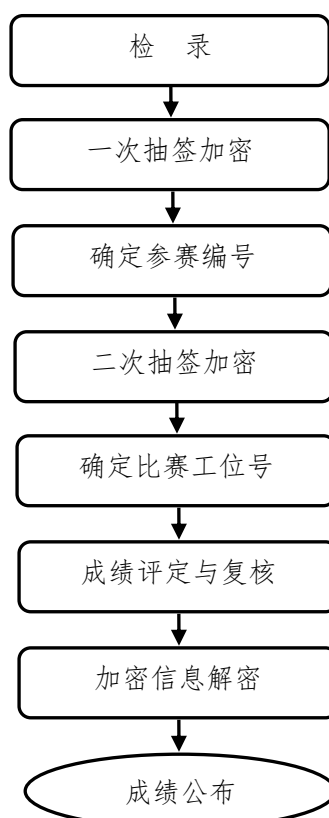 检 录
一次抽签加密
确定参赛编号
二次抽签加密
确定比赛工位号
成绩评定与复核
加密信息解密
成绩公布